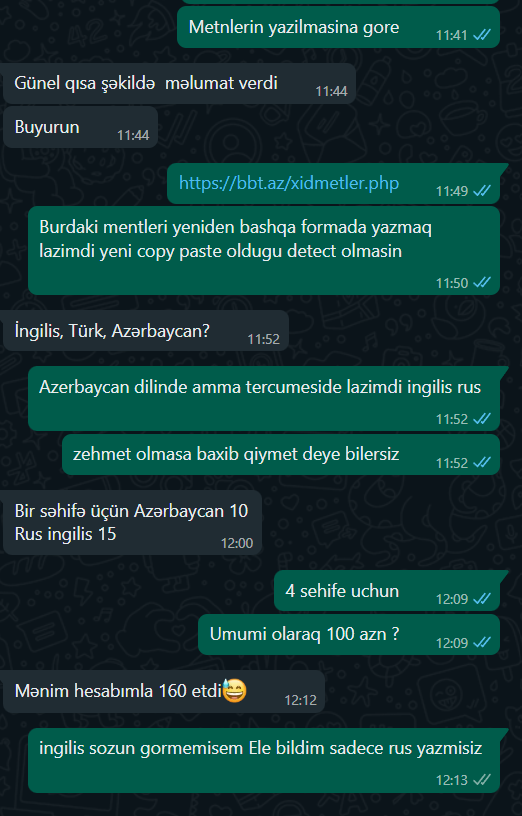 Metnlerin yazilmasina gore
11:41
Günel qısa şəkildə məlumat verdi
11:44
Buyurun
11:44
https://bbt.az/xidmetler.php
11:49
Burdaki mentleri yeniden bashqa formada yazmaq
lazimdi yeni copy paste oldugu detect olmasin
11:50
İngilis, Türk, Azərbaycan?
11:52
Azerbaycan dilinde amma tercumeside lazimdi ingilis rus
11:52
zehmet olmasa baxib qiymet deye bilersiz
11:52
Bir səhifə üçün Azərbaycan 10
Rus ingilis 15
12:00
4 sehife uchun
12:09
Umumi olaraq 100 azn ?
12:09
Mənim hesabımla 160 etdi😅
12:12
ingilis sozun gormemisem Ele bildim sadece rus yazmisiz
12:13